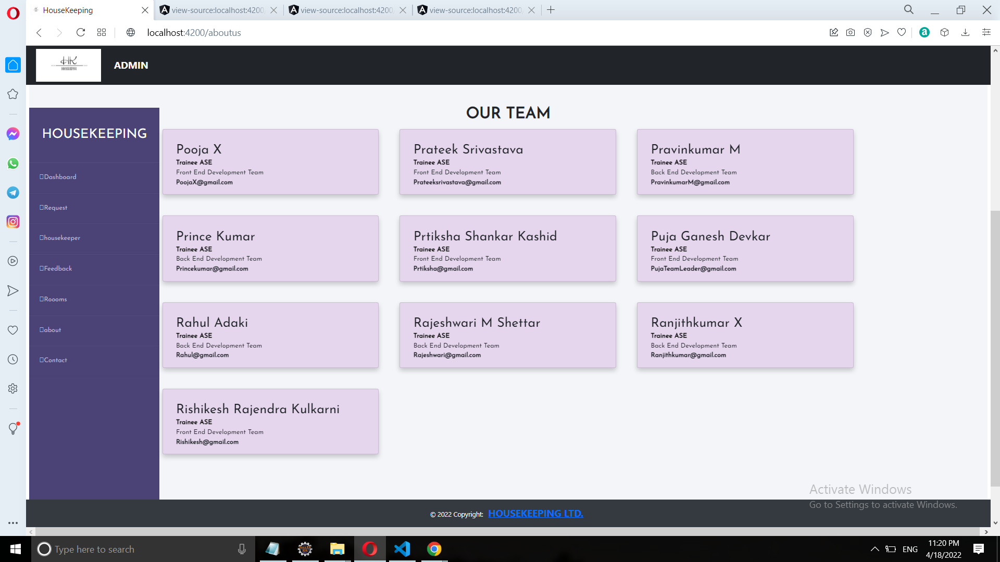 HouseKeeping
view-source:localhost:4200
view-source:localhost:4200
view-source:localhost:4200
localhost:4200/aboutus
HK
HOUSEKEEPING
ADMIN
HOUSEKEEPING
Dashboard
Request
housekeeper
Feedback
Roooms
about
Contact
OUR TEAM
Pooja X
Trainee ASE
Front End Development Team
PoojaX@gmail.com
Prateek Srivastava
Trainee ASE
Front End Development Team
Prateeksrivastava@gmail.com
Pravinkumar M
Trainee ASE
Back End Development Team
PravinkumarM@gmail.com
Prince Kumar
Trainee ASE
Back End Development Team
Princekumar@gmail.com
Prtiksha Shankar Kashid
Trainee ASE
Front End Development Team
Prtiksha@gmail.com
Puja Ganesh Devkar
Trainee ASE
Front End Development Team
PujaTeamLeader@gmail.com
Rahul Adaki
Trainee ASE
Back End Development Team
Rahul@gmail.com
Rajeshwari M Shettar
Trainee ASE
Back End Development Team
Rajeshwari@gmail.com
Ranjithkumar X
Trainee ASE
Back End Development Team
Ranjithkumar@gmail.com
Rishikesh Rajendra Kulkarni
Trainee ASE
Front End Development Team
Rishikesh@gmail.com
Activate Windows
Go to Settings to activate Windows.
© 2022 Copyright: HOUSEKEEPING LTD.
Type here to search
ENG
11:20 PM
4/18/2022